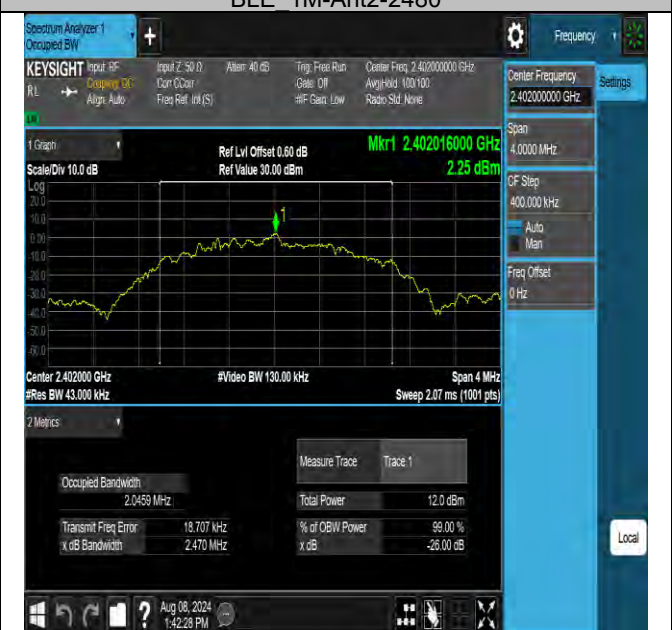 BLE_1M-Ant2-2480
Spectrum Analyzer 1
Occupied BW
Frequency
KEYSIGHT Input: RF
RL
Coupling: DC
Align: Auto
Input Z: 50 Ω
Corr CCorr
Freq Ref: Int (S)
Atten: 40 dB
Trig: Free Run
Gate: Off
#IF Gain: Low
Center Freq: 2.402000000 GHz
Avg|Hold: 100/100
Radio Std: None
Center Frequency
2.402000000 GHz
Settings
Span
4.0000 MHz
CF Step
400.000 kHz
Auto
Man
Freq Offset
0 Hz
1 Graph
Scale/Div 10.0 dB
Ref Lvl Offset 0.60 dB
Ref Value 30.00 dBm
Mkr1 2.402016000 GHz
2.25 dBm
Log
20.0
10.0
0.00
-10.0
-20.0
-30.0
-40.0
-50.0
-60.0
1
Center 2.402000 GHz
#Video BW 130.00 kHz
Span 4 MHz
#Res BW 43.000 kHz
Sweep 2.07 ms (1001 pts)
2 Metrics
Measure Trace Trace 1
Occupied Bandwidth
2.0459 MHz
Total Power 12.0 dBm
Transmit Freq Error 18.707 kHz
% of OBW Power 99.00 %
x dB Bandwidth 2.470 MHz
x dB -26.00 dB
Local
Aug 08, 2024
1:42:28 PM